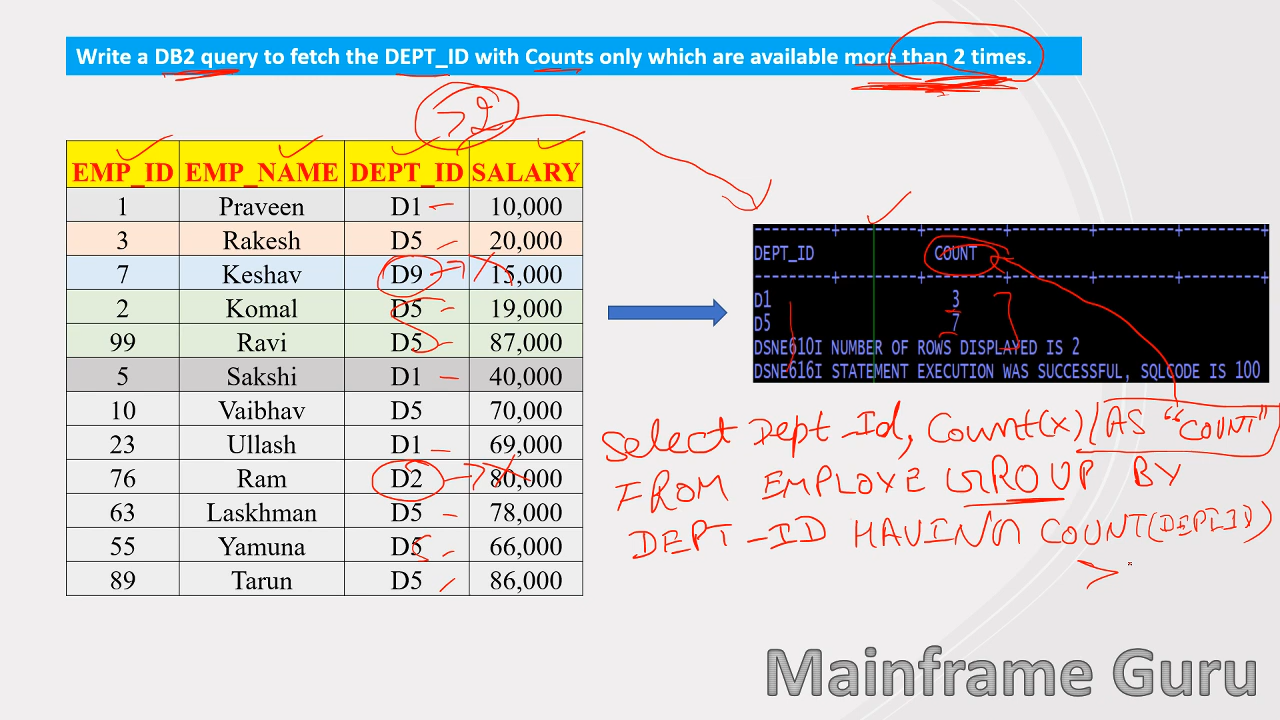 Write a DB2 query to fetch the DEPT_ID with Counts only which are available more than 2 times.
>2
EMP_ID EMP_NAME DEPT_ID SALARY
1 Praveen D1 10,000
3 Rakesh D5 20,000
7 Keshav D9 15,000
2 Komal D5 19,000
99 Ravi D5 87,000
5 Sakshi D1 40,000
10 Vaibhav D5 70,000
23 Ullash D1 69,000
76 Ram D2 80,000
63 Laskhman D5 78,000
55 Yamuna D5 66,000
89 Tarun D5 86,000
---------+---------+---------+---------+---------+---------+
DEPT_ID COUNT
---------+---------+---------+---------+---------+---------+
D1 3
D5 7
DSNE610I NUMBER OF ROWS DISPLAYED IS 2
DSNE616I STATEMENT EXECUTION WAS SUCCESSFUL, SQLCODE IS 100
Select Dept_Id, Count(x) AS "COUNT"
FROM EMPLOYE GROUP BY
DEPT-ID HAVING COUNT(DEPT_ID)
>
Mainframe Guru